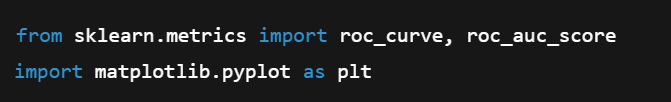 from sklearn.metrics import roc_curve, roc_auc_score
import matplotlib.pyplot as plt